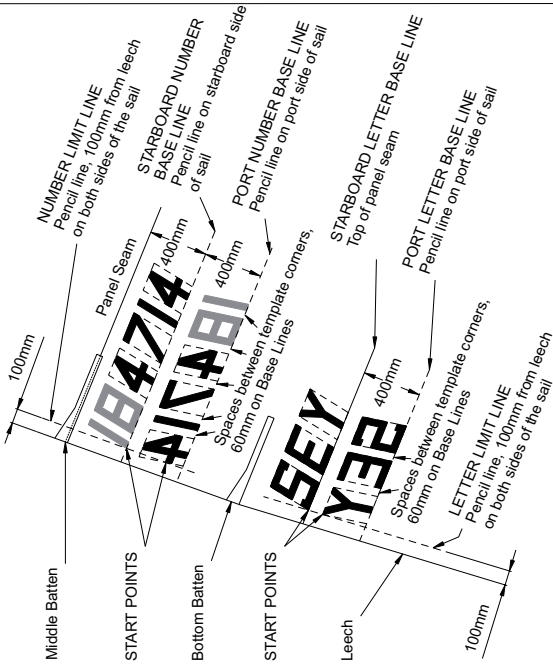 100mm
NUMBER LIMIT LINE
Pencil line, 100mm from leech
on both sides of the sail
STARBOARD NUMBER
BASE LINE
Pencil line on starboard side
of sail
PORT NUMBER BASE LINE
Pencil line on port side of sail
Middle Batten
Panel Seam
400mm
184714
400mm
START POINTS
417481
Spaces between template corners,
60mm on Base Lines
Bottom Batten
STARBOARD LETTER BASE LINE
Top of panel seam
PORT LETTER BASE LINE
Pencil line on port side of sail
START POINTS
SEY
400mm
Spaces between template corners,
60mm on Base Lines
Leech
LETTER LIMIT LINE
Pencil line, 100mm from leech
on both sides of the sail
100mm